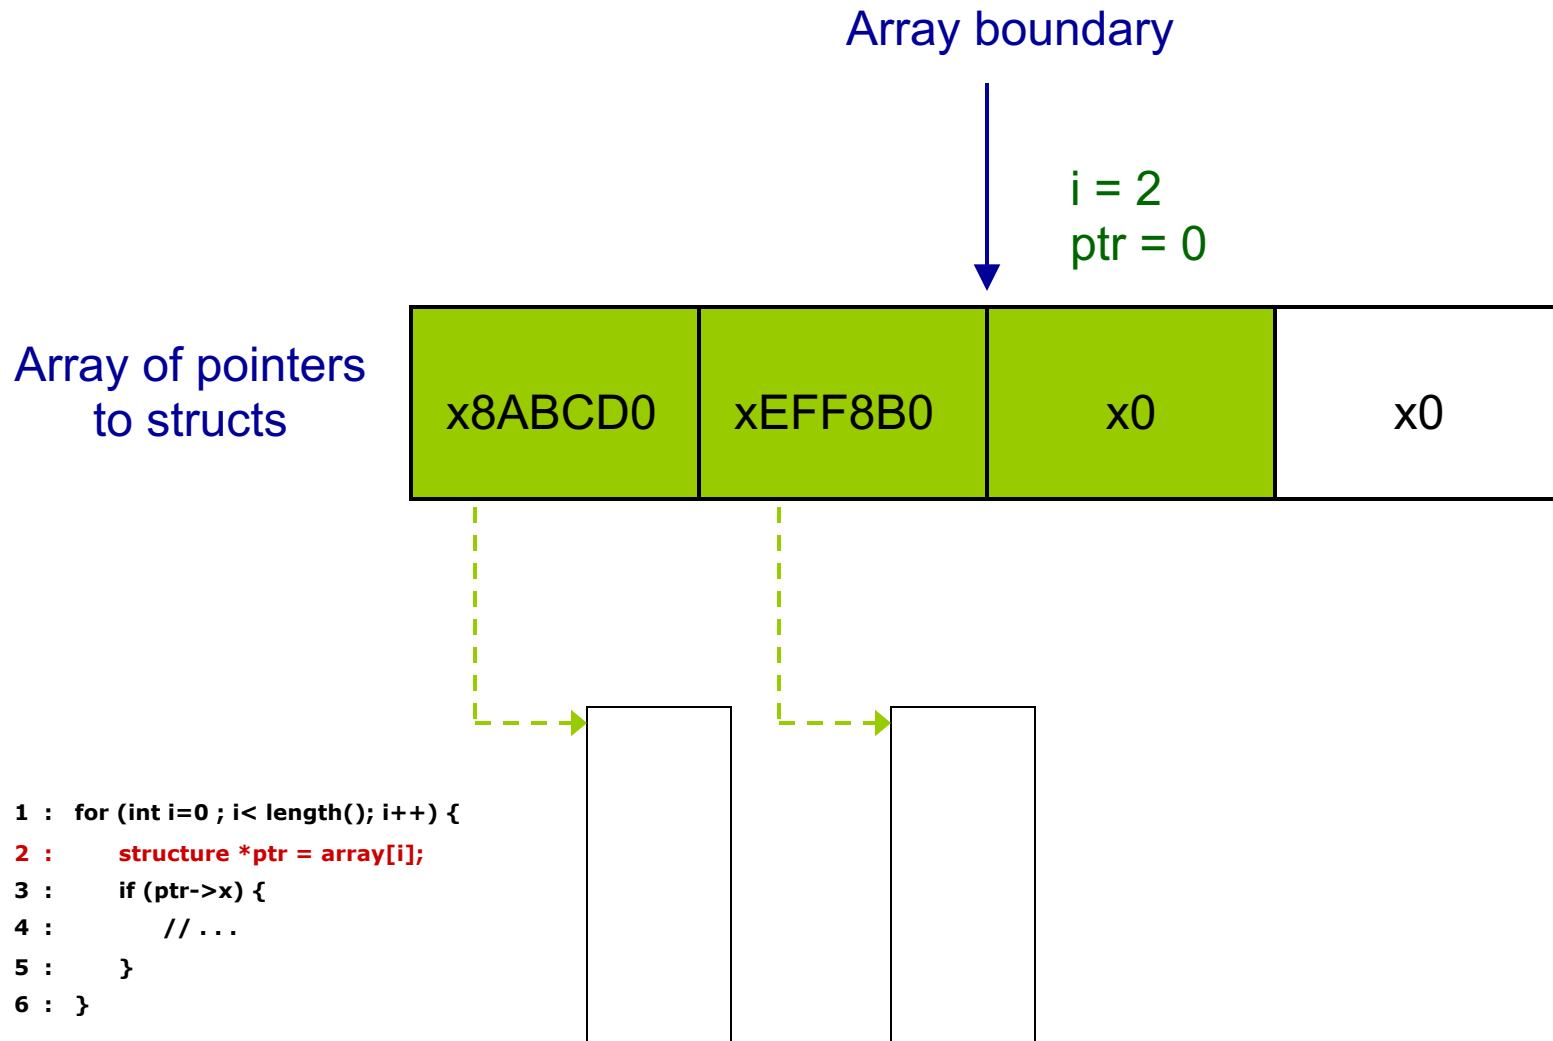 Array boundary
i = 2
ptr = 0
Array of pointers
to structs
x8ABCD0
xEFF8B0
x0
x0
1 : for (int i=0 ; i< length(); i++) {
2 : structure *ptr = array[i];
3 : if (ptr->x) {
4 : // . . .
5 : }
6 : }